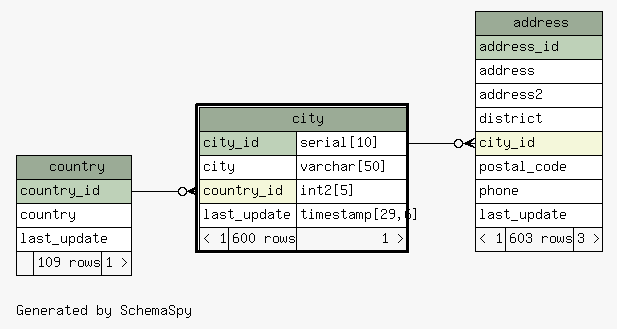 country
country_id
country
last_update
109 rows 1 >
city
city_id serial[10]
city varchar[50]
country_id int2[5]
last_update timestamp[29,6]
< 1 600 rows 1 >
address
address_id
address
address2
district
city_id
postal_code
phone
last_update
< 1 603 rows 3 >
Generated by SchemaSpy